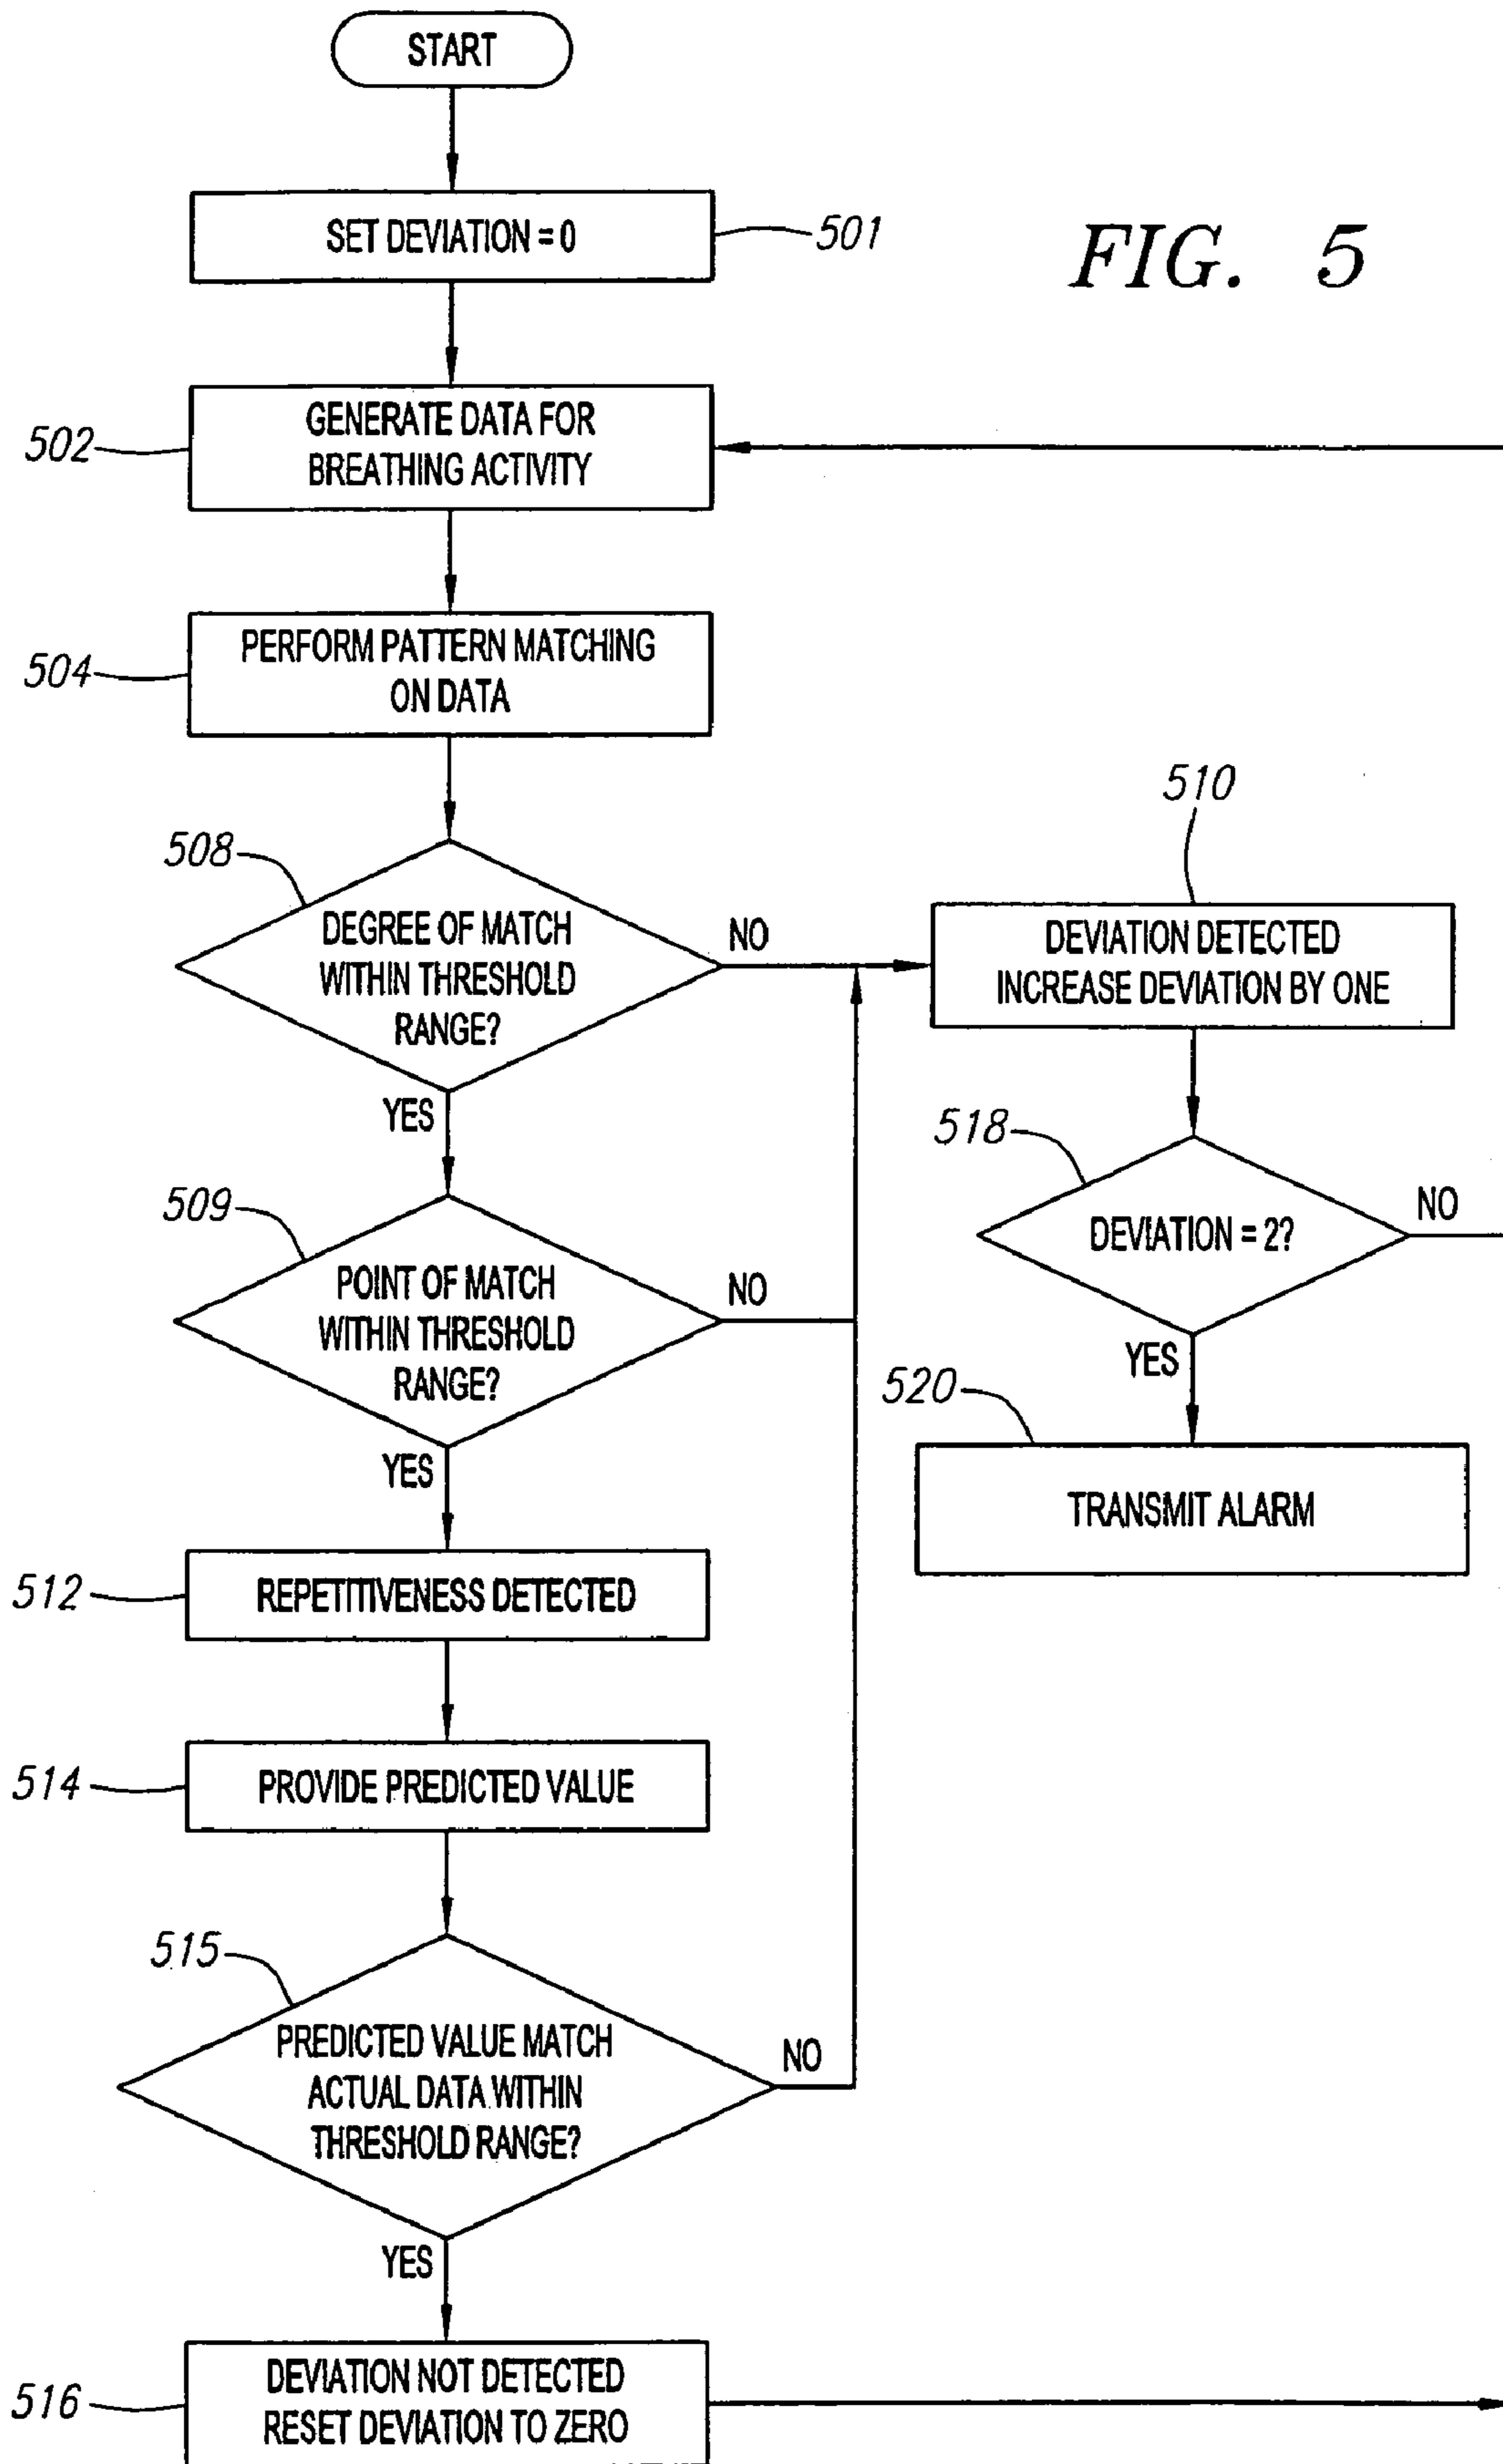 START
SET DEVIATION = 0
501
FIG. 5
502
GENERATE DATA FOR
BREATHING ACTIVITY
504
PERFORM PATTERN MATCHING
ON DATA
508
DEGREE OF MATCH
WITHIN THRESHOLD
RANGE?
NO
YES
510
DEVIATION DETECTED
INCREASE DEVIATION BY ONE
518
DEVIATION = 2?
NO
YES
509
POINT OF MATCH
WITHIN THRESHOLD
RANGE?
NO
YES
520
TRANSMIT ALARM
512
REPETITIVENESS DETECTED
514
PROVIDE PREDICTED VALUE
515
PREDICTED VALUE MATCH
ACTUAL DATA WITHIN
THRESHOLD RANGE?
NO
YES
516
DEVIATION NOT DETECTED
RESET DEVIATION TO ZERO